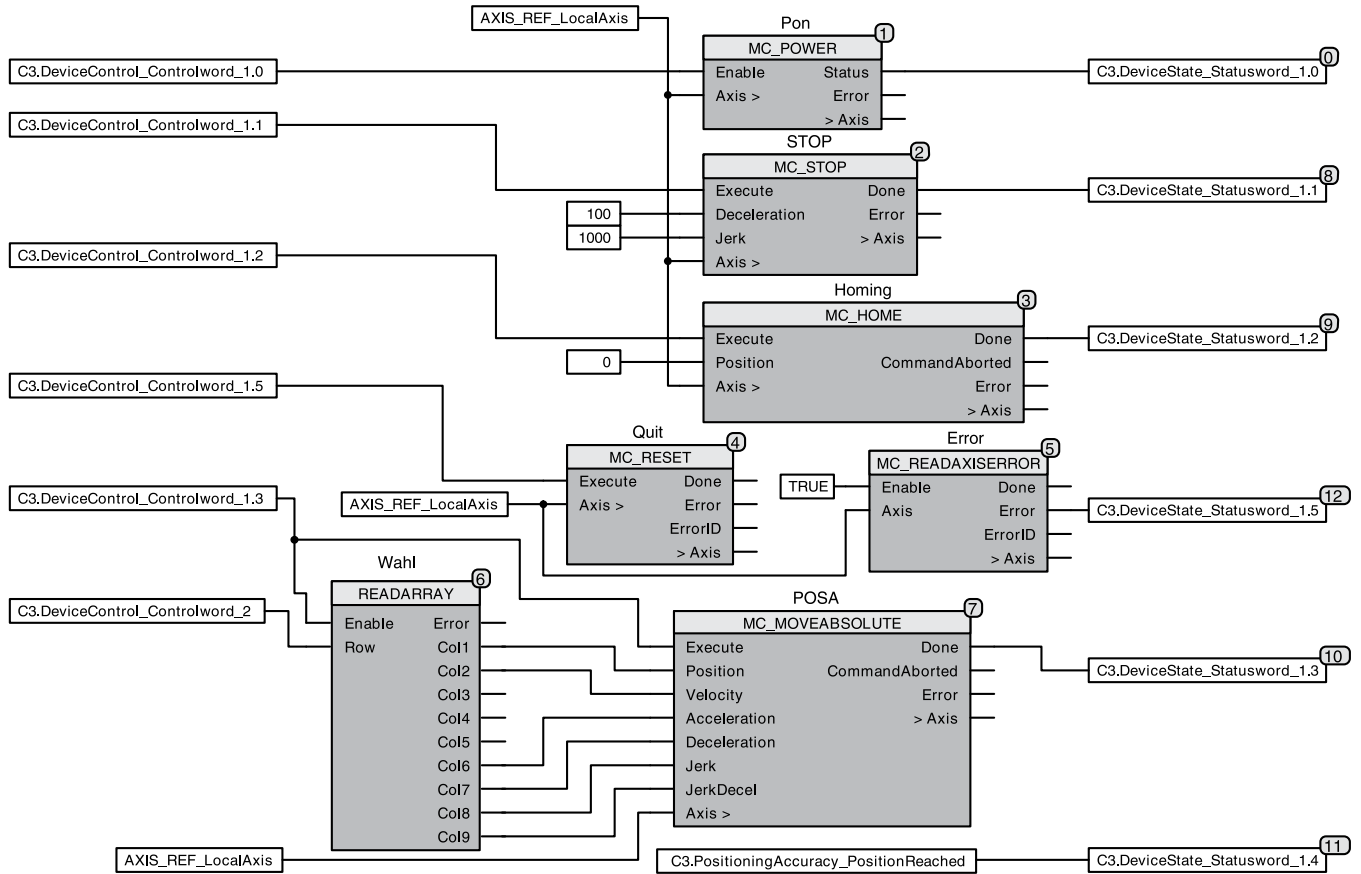 AXIS_REF_LocalAxis
Pon
1
MC_POWER
0
C3.DeviceControl_Controlword_1.0
Enable Status
C3.DeviceState_Statusword_1.0
Axis > Error
> Axis
C3.DeviceControl_Controlword_1.1
STOP
2
MC_STOP
8
Execute Done
C3.DeviceState_Statusword_1.1
100
Deceleration Error
1000
Jerk > Axis
Axis >
C3.DeviceControl_Controlword_1.2
Homing
3
MC_HOME
9
Execute Done
C3.DeviceState_Statusword_1.2
0
Position CommandAborted
Axis > Error
> Axis
C3.DeviceControl_Controlword_1.5
Quit
4
MC_RESET
Execute Done
AXIS_REF_LocalAxis
Axis > Error
ErrorID
> Axis
Error
5
MC_READAXISERROR
TRUE
Enable Done
12
Axis Error
C3.DeviceState_Statusword_1.5
ErrorID
> Axis
C3.DeviceControl_Controlword_1.3
Wahl
6
READARRAY
C3.DeviceControl_Controlword_2
Enable Error
Row Col1
Col2
Col3
Col4
Col5
Col6
Col7
Col8
Col9
POSA
7
MC_MOVEABSOLUTE
Execute Done
10
Position CommandAborted
C3.DeviceState_Statusword_1.3
Velocity Error
Acceleration > Axis
Deceleration
Jerk
JerkDecel
Axis >
AXIS_REF_LocalAxis
C3.PositioningAccuracy_PositionReached
11
C3.DeviceState_Statusword_1.4